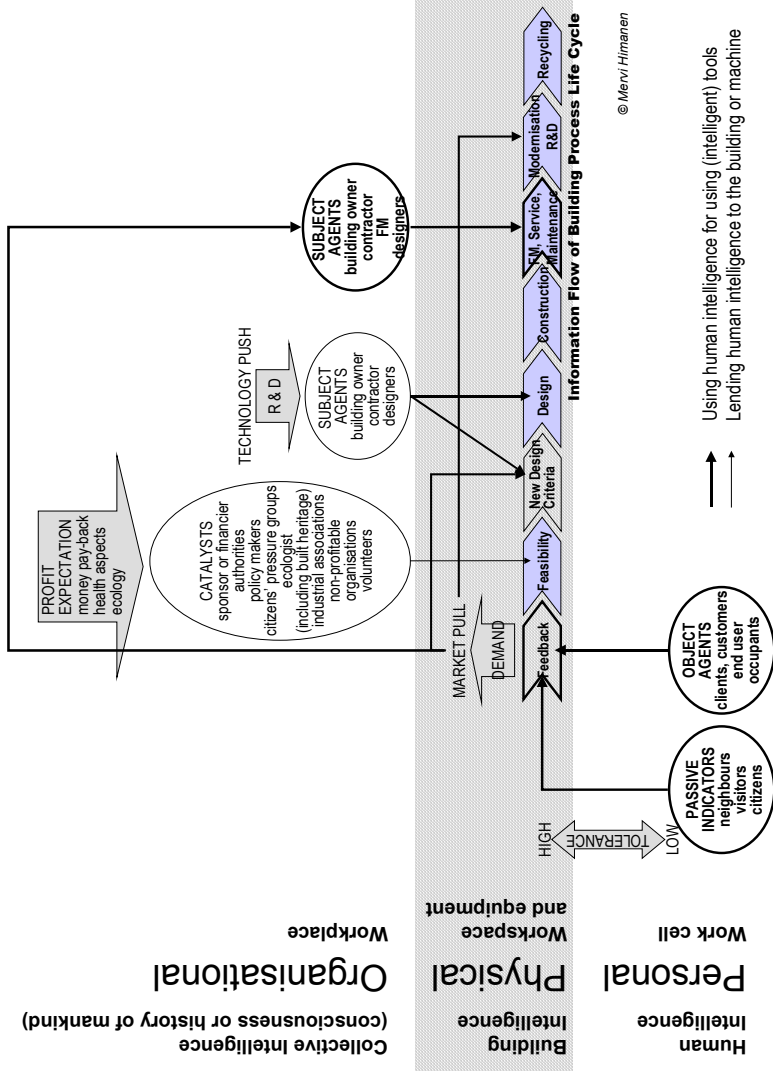 Collective Intelligence
(consciousness or history of mankind)
Organisational
Workplace
Building
Intelligence
Physical
Workspace
and equipment
Human
Intelligence
Personal
Work cell
PROFIT
EXPECTATION
money pay-back
health aspects
ecology
CATALYSTS
sponsor or financier
authorities
policy makers
citizens' pressure groups
ecologist
(including built heritage)
industrial associations
non-profitable
organisations
volunteers
TECHNOLOGY PUSH
R & D
SUBJECT
AGENTS
building owner
contractor
designers
SUBJECT
AGENTS
building owner
contractor
FM
designers
MARKET PULL
DEMAND
Feedback
Feasibility
New Design
Criteria
Design
Construction
FM, Service,
Maintenance
Modernisation
R&D
Recycling
Information Flow of Building Process Life Cycle
HIGH
TOLERANCE
LOW
PASSIVE
INDICATORS
neighbours
visitors
citizens
OBJECT
AGENTS
clients, customers
end user
occupants
© Mervi Himanen
Using human intelligence for using (intelligent) tools
Lending human intelligence to the building or machine